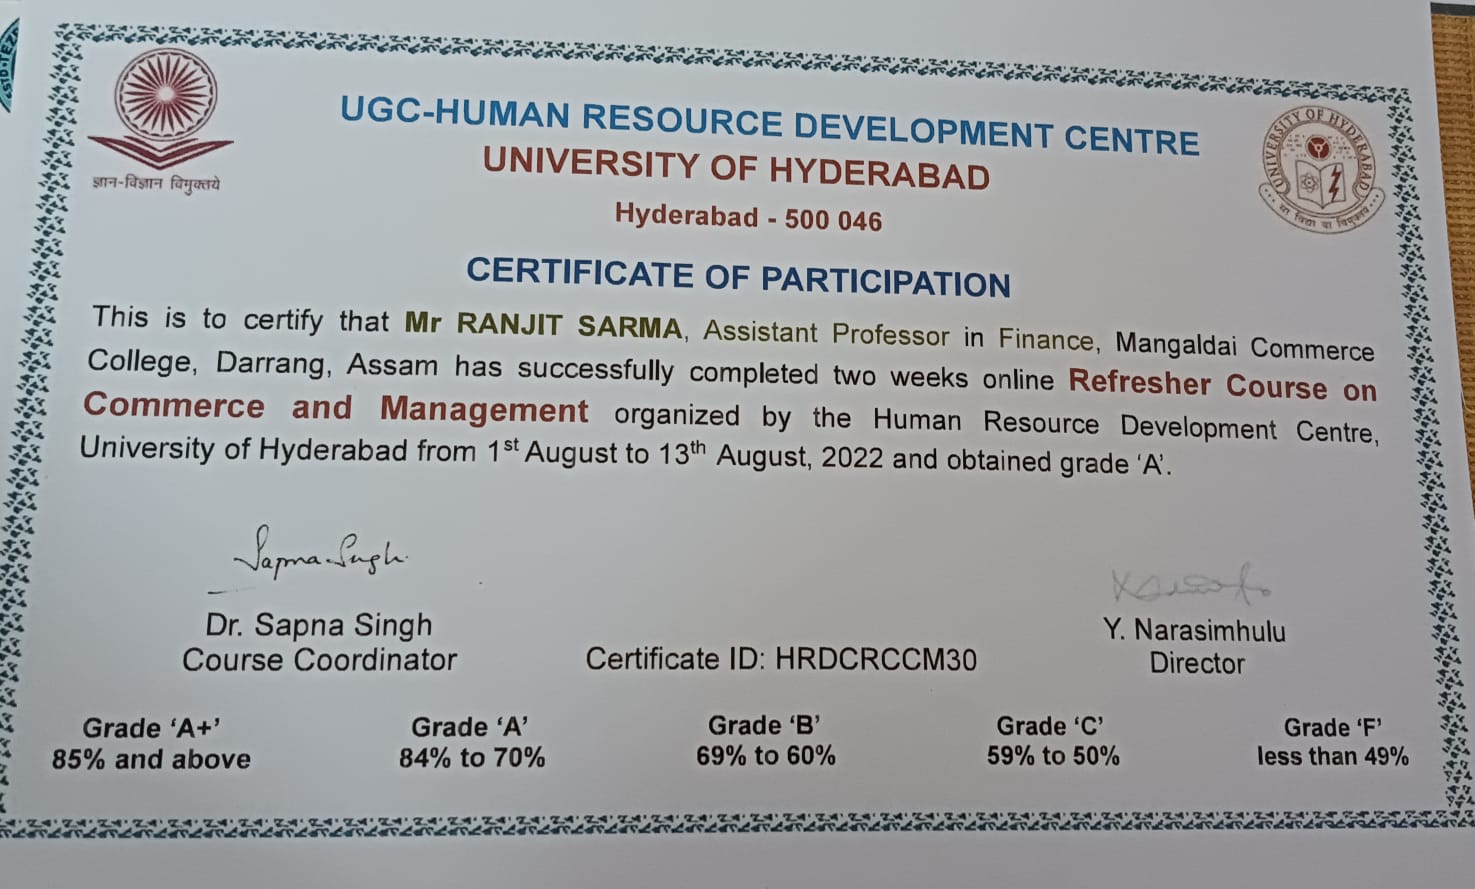 ज्ञान-विज्ञान विमुक्तये
UGC-HUMAN RESOURCE DEVELOPMENT CENTRE
UNIVERSITY OF HYDERABAD
Hyderabad - 500 046
UNIVERSITY OF HYDERABAD
सा विद्या या विमुक्तये
CERTIFICATE OF PARTICIPATION
This is to certify that Mr RANJIT SARMA, Assistant Professor in Finance, Mangaldai Commerce
College, Darrang, Assam has successfully completed two weeks online Refresher Course on
Commerce and Management organized by the Human Resource Development Centre,
University of Hyderabad from 1st August to 13th August, 2022 and obtained grade ‘A’.
Sapna Singh
Dr. Sapna Singh
Course Coordinator
Certificate ID: HRDCRCCM30
Y. Narasimhulu
Director
Grade ‘A+’ Grade ‘A’ Grade ‘B’ Grade ‘C’ Grade ‘F’
85% and above 84% to 70% 69% to 60% 59% to 50% less than 49%